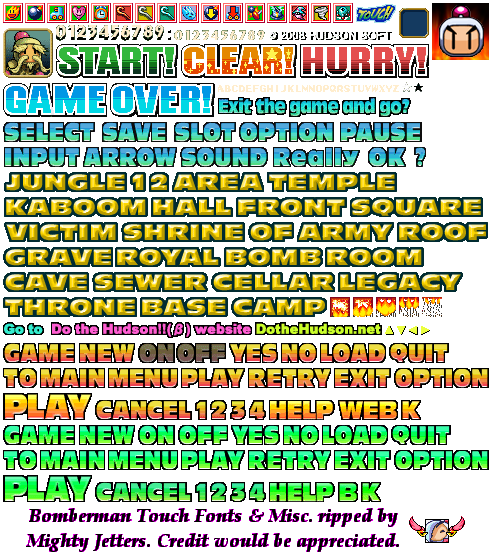 TOUCH
0123456789: 0123456789 © 2008 HUDSON SOFT
START! CLEAR! HURRY!
ABCDEFGHIJKLMNOPQRSTUVWXYZ ☆★
GAME OVER! Exit the game and go?
SELECT SAVE SLOT OPTION PAUSE
INPUT ARROW SOUND Really OK ?
JUNGLE 1 2 AREA TEMPLE
KABOOM HALL FRONT SQUARE
VICTIM SHRINE OF ARMY ROOF
GRAVE ROYAL BOMB ROOM
CAVE SEWER CELLAR LEGACY
THRONE BASE CAMP
Go to Do the Hudson!!(β) website DotheHudson.net ▲▼◄►
GAME NEW ON OFF YES NO LOAD QUIT
TO MAIN MENU PLAY RETRY EXIT OPTION
PLAY CANCEL 1 2 3 4 HELP WEB K
GAME NEW ON OFF YES NO LOAD QUIT
TO MAIN MENU PLAY RETRY EXIT OPTION
PLAY CANCEL 1 2 3 4 HELP B K
Bomberman Touch Fonts & Misc. ripped by
Mighty Jetters. Credit would be appreciated.